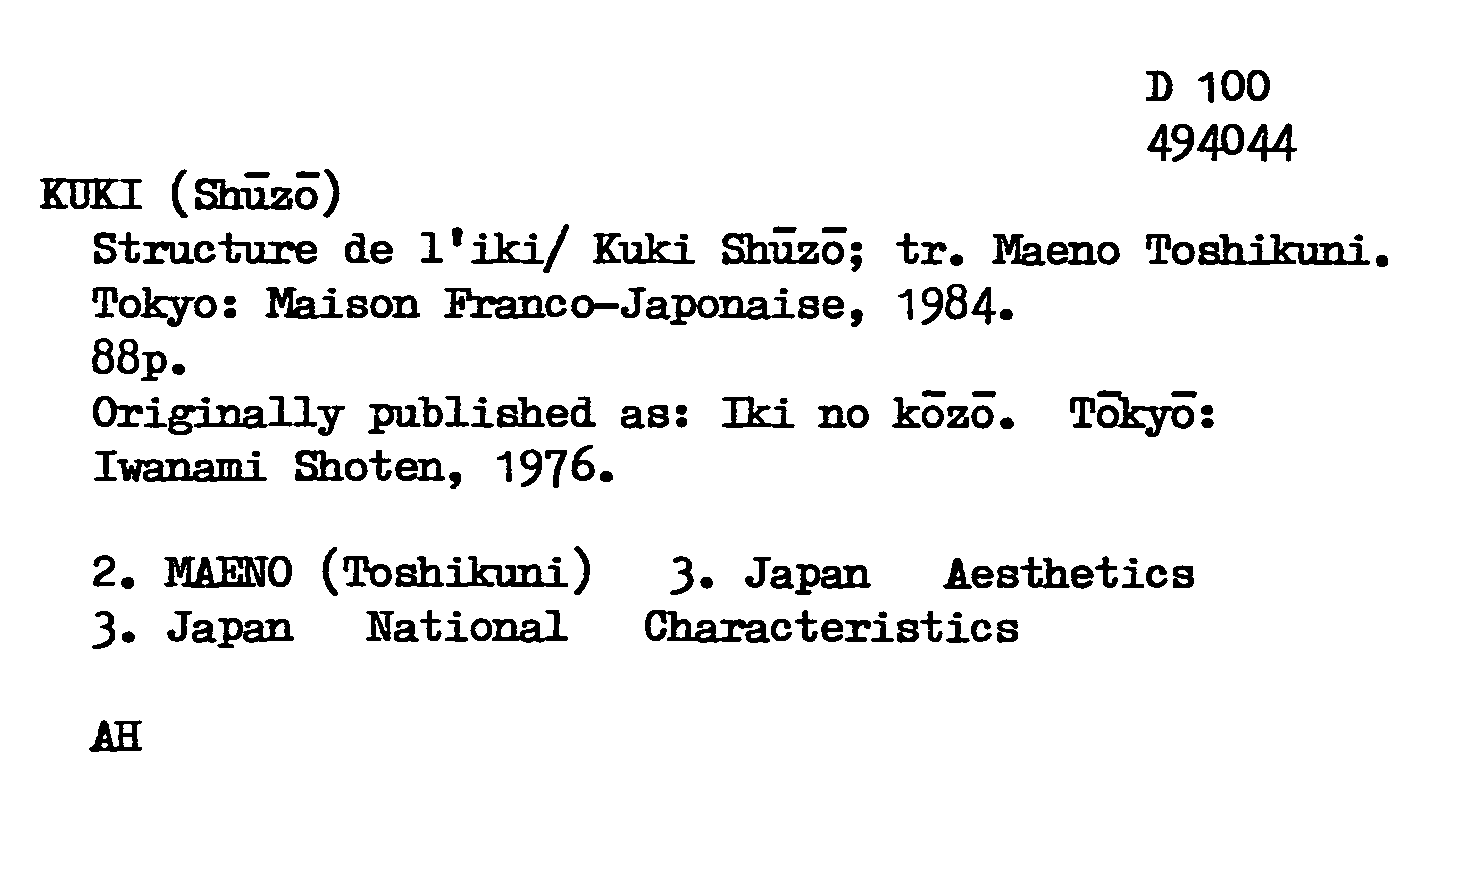 D 100
494044
KUKI (Shūzō)
Structure de l'iki/ Kuki Shūzō; tr. Maeno Toshikuni.
Tokyo: Maison Franco-Japonaise, 1984.
88p.
Originally published as: Iki no kōzō. Tōkyō:
Iwanami Shoten, 1976.
2. MAENO (Toshikuni) 3. Japan Aesthetics
3. Japan National Characteristics
AH